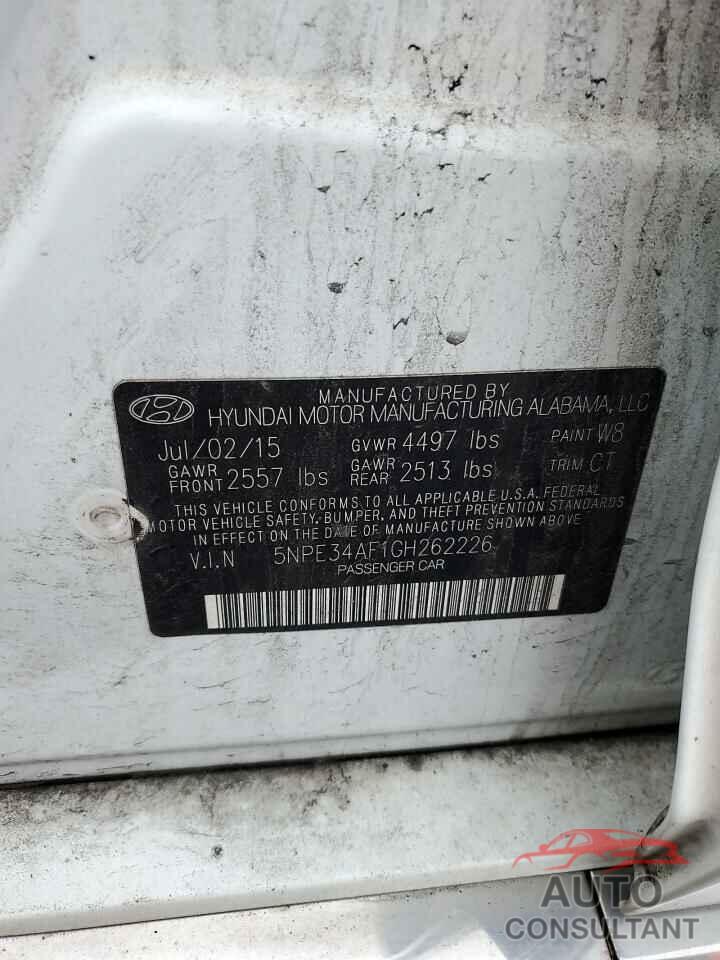 MANUFACTURED BY
HYUNDAI MOTOR MANUFACTURING ALABAMA, LLC
Jul/02/15 GVWR 4497 lbs PAINT W8
GAWR FRONT 2557 lbs GAWR REAR 2513 lbs TRIM CT
THIS VEHICLE CONFORMS TO ALL APPLICABLE U.S.A. FEDERAL
MOTOR VEHICLE SAFETY, BUMPER, AND THEFT PREVENTION STANDARDS
IN EFFECT ON THE DATE OF MANUFACTURE SHOWN ABOVE
V.I.N 5NPE34AF1GH262226
PASSENGER CAR
AUTO
CONSULTANT